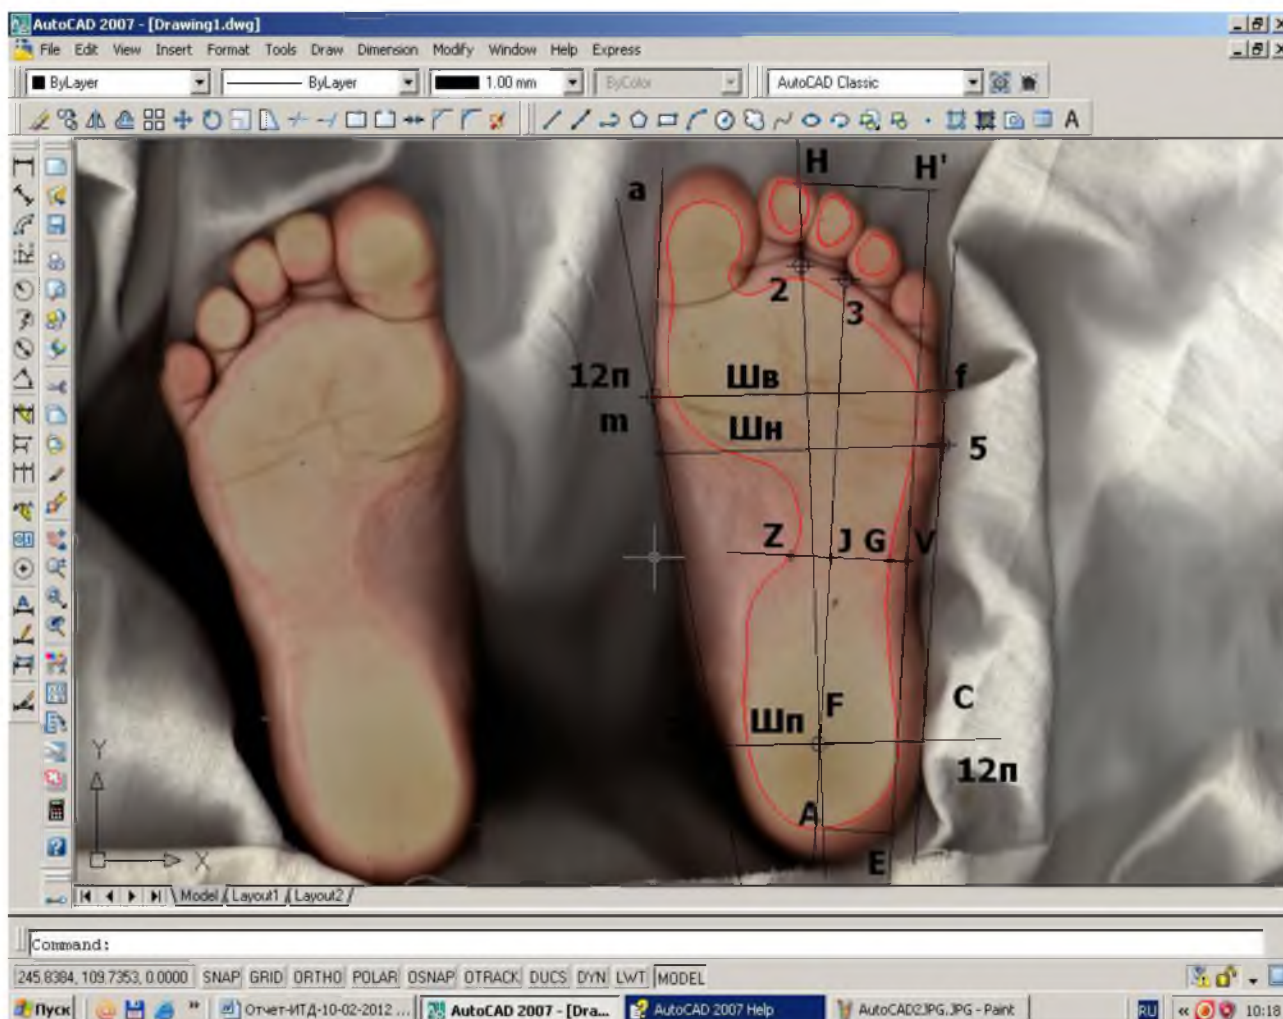 AutoCAD 2007 - [Drawing1.dwg]
File Edit View Insert Format Tools Draw Dimension Modify Window Help Express
ByLayer ByLayer 1.00 mm ByColor AutoCAD Classic
A
H H'
a
2
3
12п Шв f
m Шн 5
Z J G V
F C
Шп
12п
A
E
Y
X
Model Layout1 Layout2
Command:
245.8384, 109.7353, 0.0000 SNAP GRID ORTHO POLAR OSNAP OTRACK DUCS DYN LWT MODEL
Пуск » Отчет-ИТД-10-02-2012 ... AutoCAD 2007 - [Dra... AutoCAD 2007 Help AutoCAD2JPG.JPG - Paint RU « 10:18